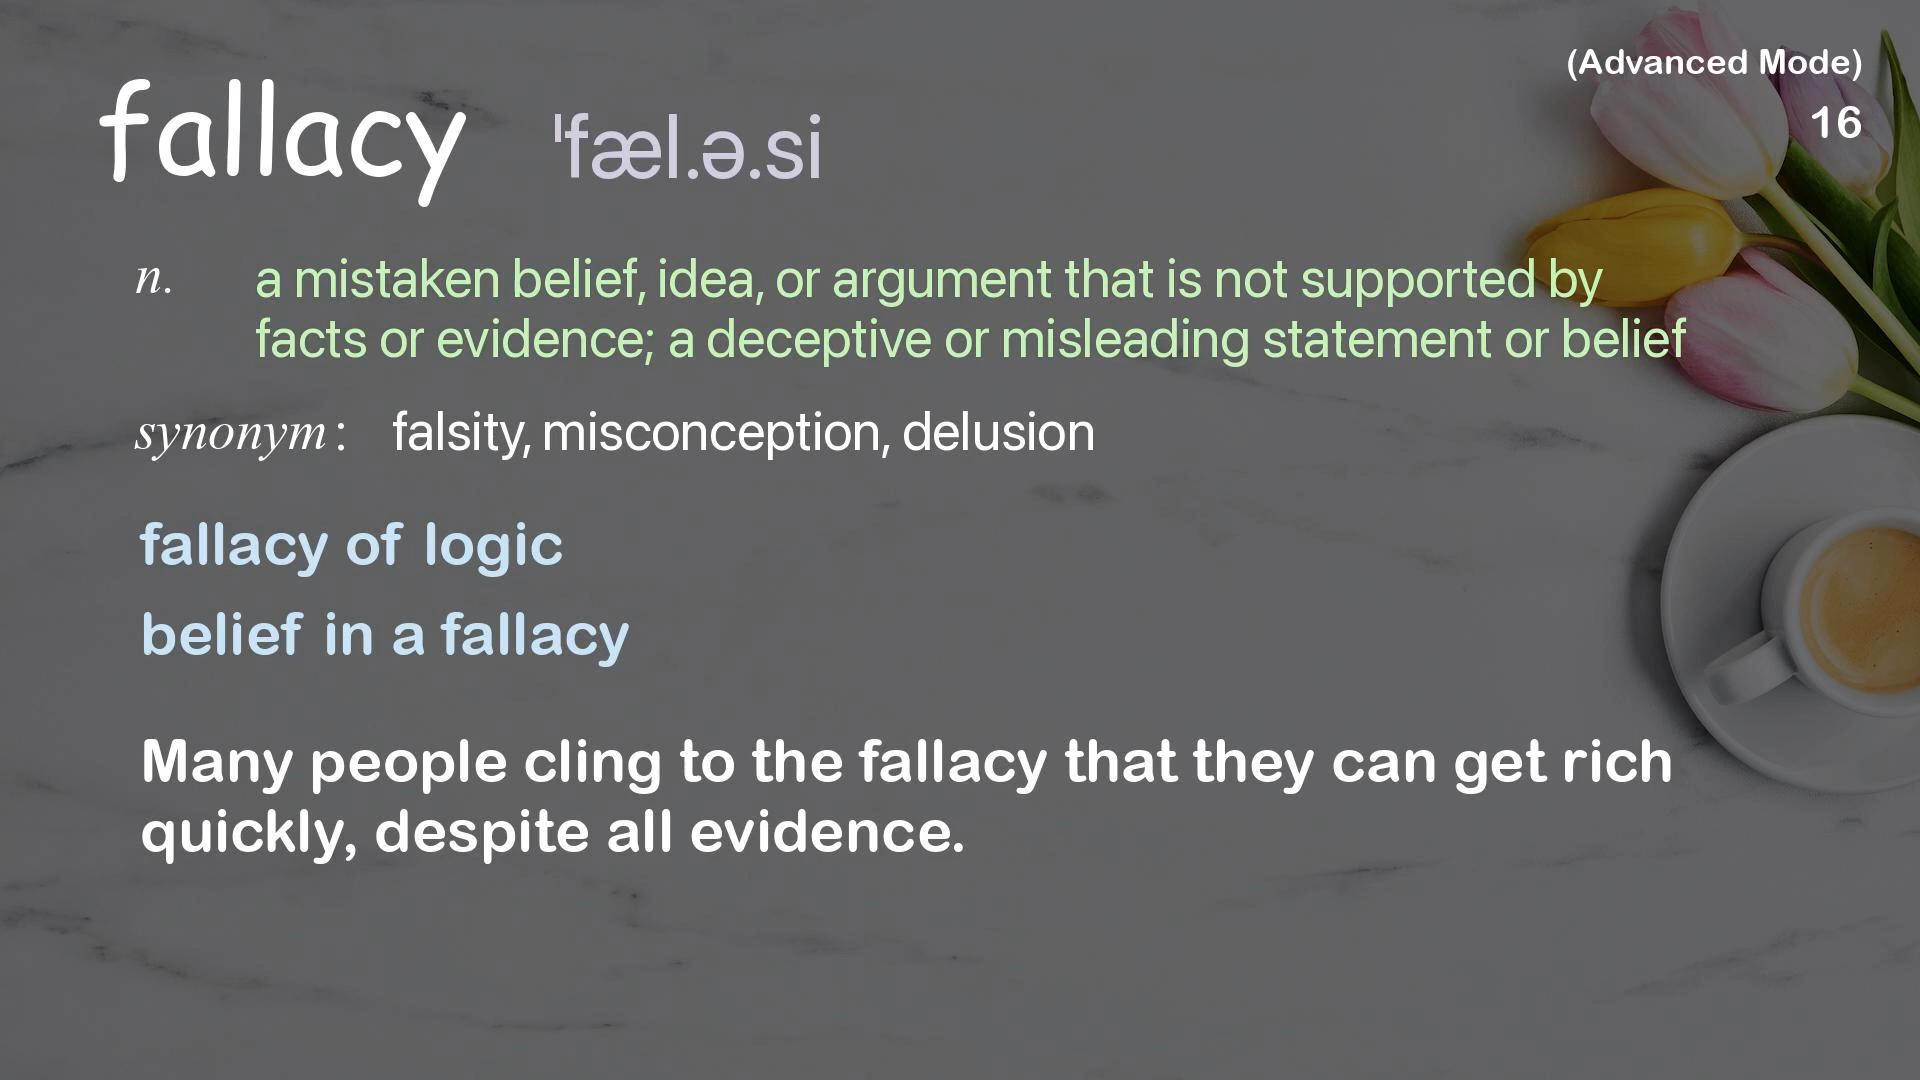 (Advanced Mode)
16
fallacy ˈfæl.ə.si
n. a mistaken belief, idea, or argument that is not supported by
facts or evidence; a deceptive or misleading statement or belief
synonym: falsity, misconception, delusion
fallacy of logic
belief in a fallacy
Many people cling to the fallacy that they can get rich
quickly, despite all evidence.